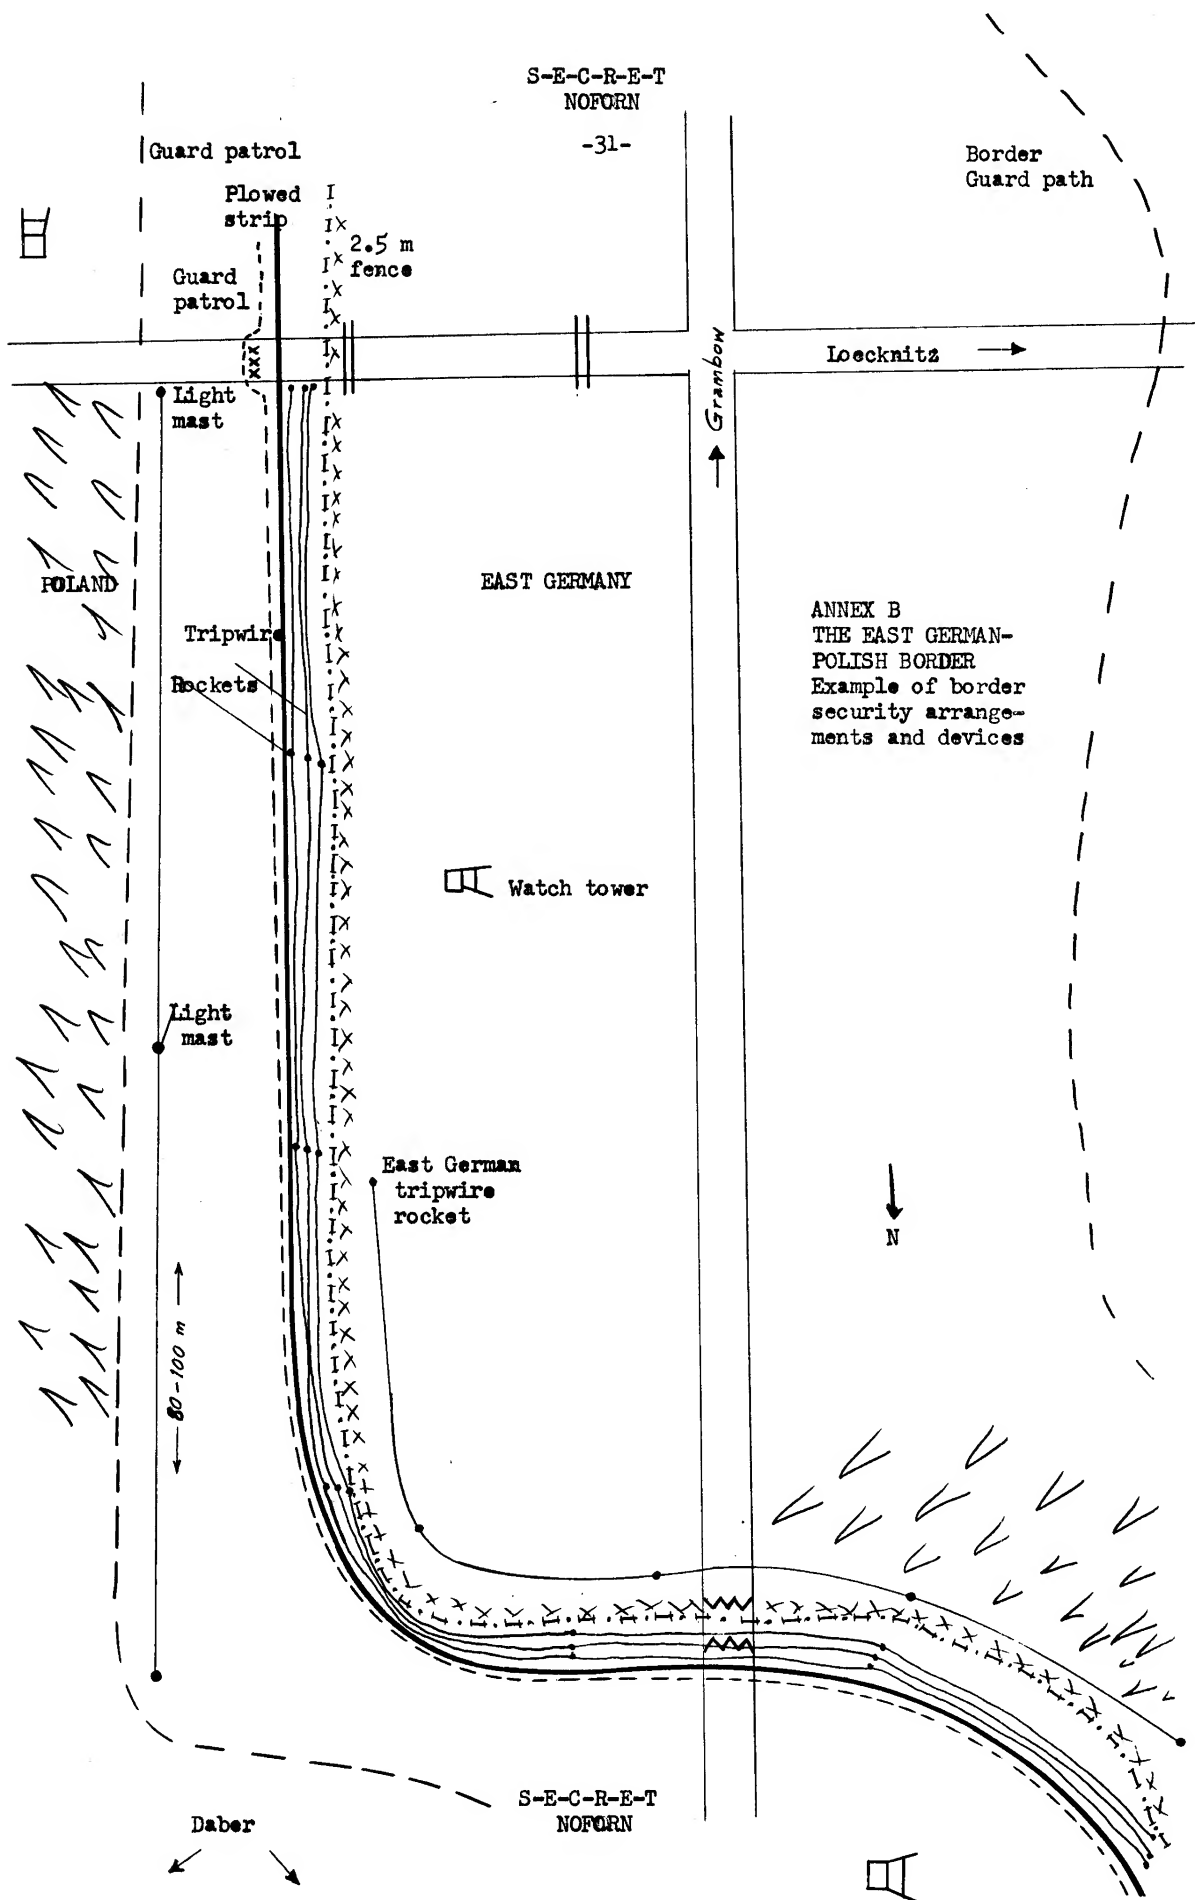 S-E-C-R-E-T
NOFORN
-31-
Guard patrol
Border
Guard path
Plowed
strip
2.5 m
fence
Guard
patrol
XXX
Loecknitz
Grambow
Light
mast
POLAND
EAST GERMANY
ANNEX B
THE EAST GERMAN-
POLISH BORDER
Example of border
security arrange-
ments and devices
Tripwire
Rockets
Watch tower
Light
mast
East German
tripwire
rocket
N
80-100 m
S-E-C-R-E-T
NOFORN
Daber